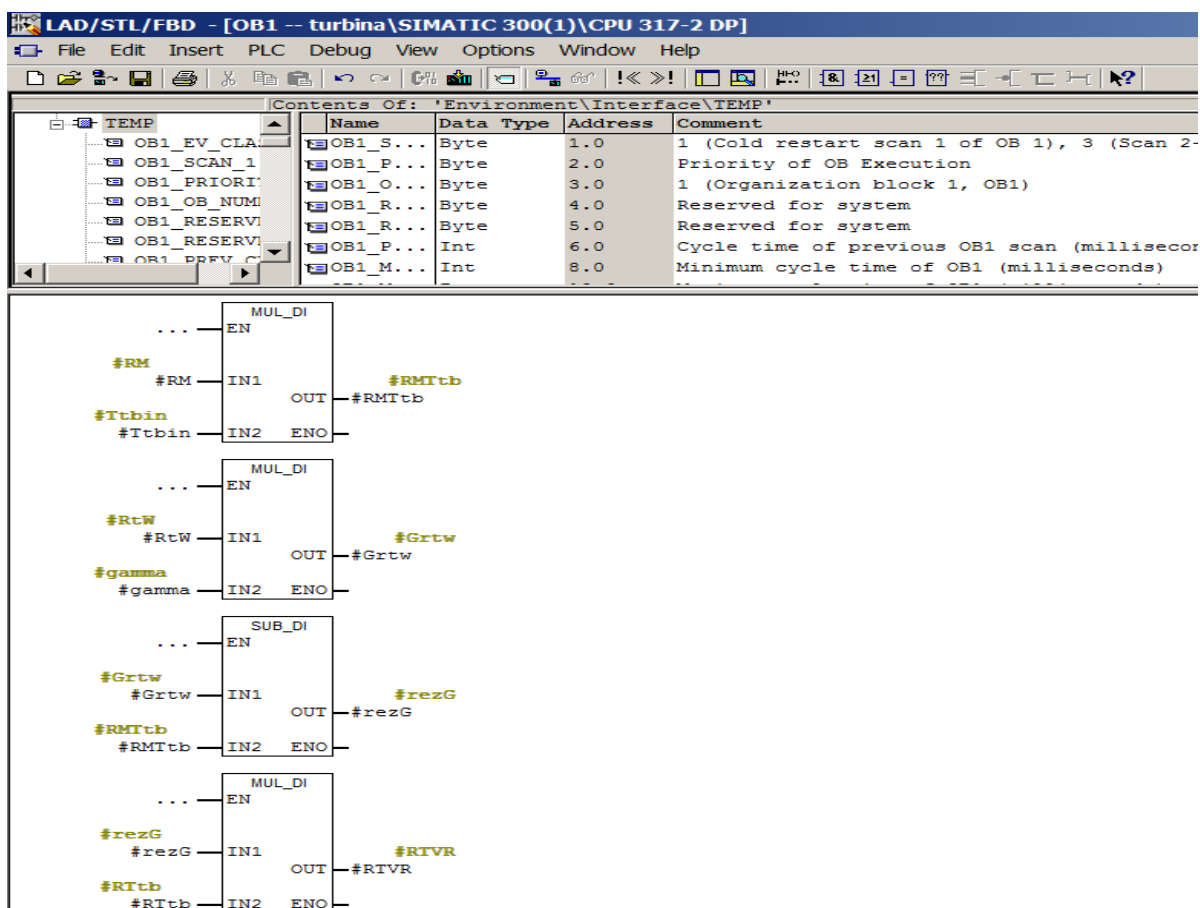 LAD/STL/FBD - [OB1 -- turbina\SIMATIC 300(1)\CPU 317-2 DP]
File Edit Insert PLC Debug View Options Window Help
Contents Of: 'Environment\Interface\TEMP'
TEMP
OB1_EV_CLA
OB1_SCAN_1
OB1_PRIORI
OB1_OB_NUM
OB1_RESERV
OB1_RESERV
OB1_PREV_C
Name Data Type Address Comment
OB1_S... Byte 1.0 1 (Cold restart scan 1 of OB 1), 3 (Scan 2-
OB1_P... Byte 2.0 Priority of OB Execution
OB1_O... Byte 3.0 1 (Organization block 1, OB1)
OB1_R... Byte 4.0 Reserved for system
OB1_R... Byte 5.0 Reserved for system
OB1_P... Int 6.0 Cycle time of previous OB1 scan (millisecon
OB1_M... Int 8.0 Minimum cycle time of OB1 (milliseconds)
MUL_DI
... EN
#RM
#RM IN1 #RMTtb
OUT #RMTtb
#Ttbin
#Ttbin IN2 ENO
MUL_DI
... EN
#RtW
#RtW IN1 #Grtw
OUT #Grtw
#gamma
#gamma IN2 ENO
SUB_DI
... EN
#Grtw
#Grtw IN1 #rezG
OUT #rezG
#RMTtb
#RMTtb IN2 ENO
MUL_DI
... EN
#rezG
#rezG IN1 #RTVR
OUT #RTVR
#RTtb
#RTtb IN2 ENO